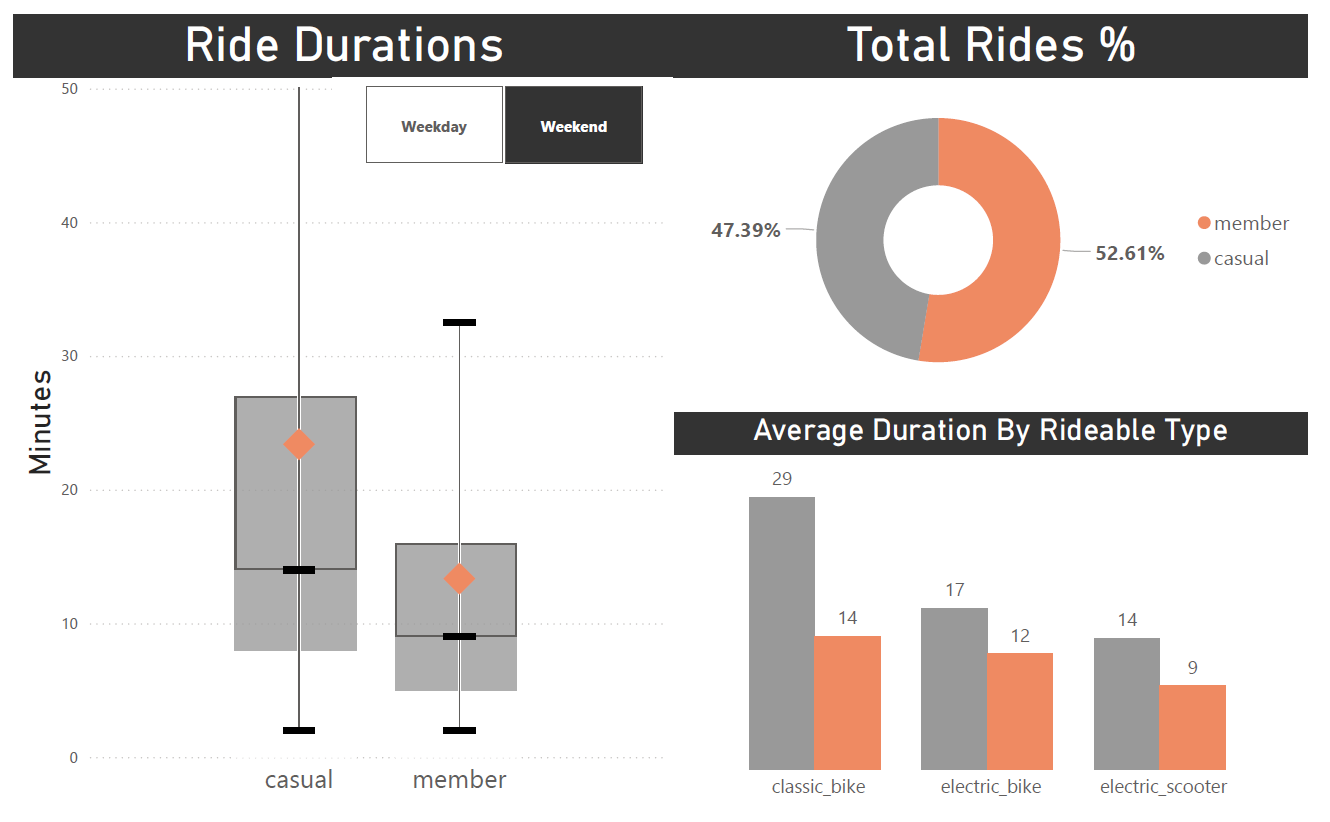 Ride Durations
Total Rides %
50
Weekday
Weekend
40
30
20
10
0
Minutes
casual
member
47.39%
52.61%
member
casual
Average Duration By Rideable Type
29
14
17
12
14
9
classic_bike
electric_bike
electric_scooter